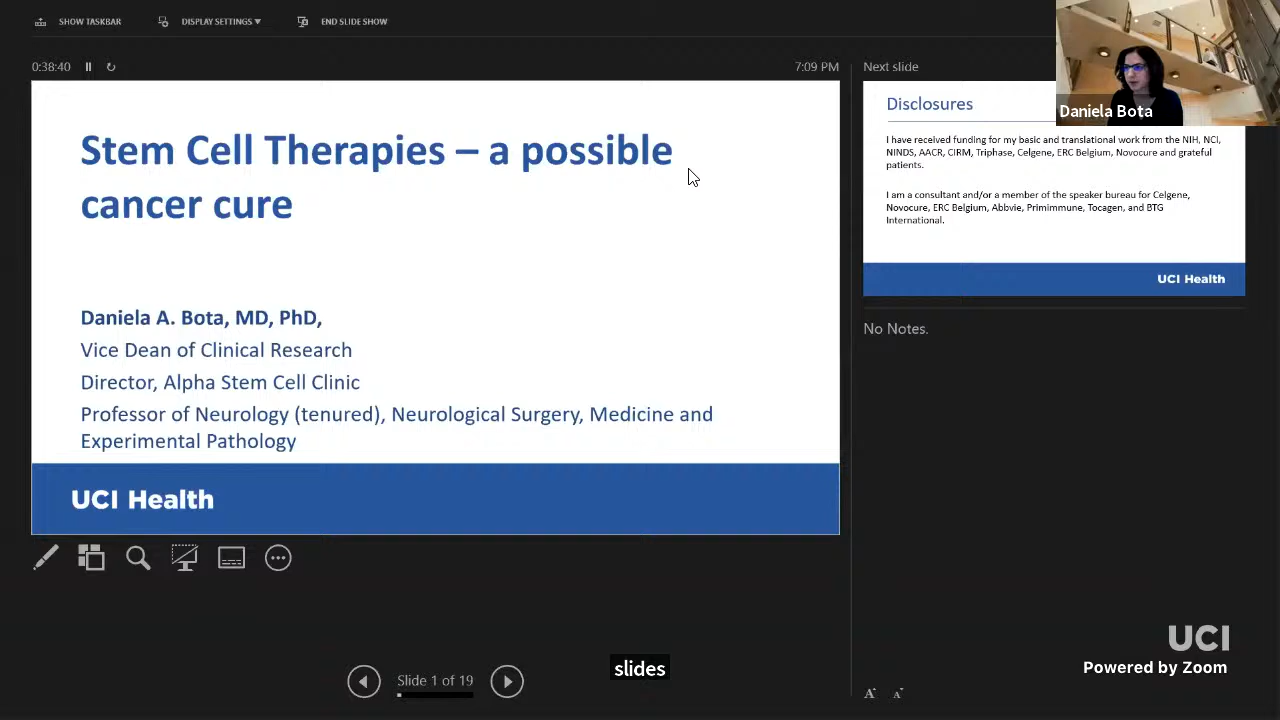 SHOW TASKBAR DISPLAY SETTINGS ▾ END SLIDE SHOW
0:38:40 7:09 PM
Stem Cell Therapies – a possible
cancer cure
Daniela A. Bota, MD, PhD,
Vice Dean of Clinical Research
Director, Alpha Stem Cell Clinic
Professor of Neurology (tenured), Neurological Surgery, Medicine and
Experimental Pathology
UCI Health
Slide 1 of 19
Next slide
Daniela Bota
Disclosures
I have received funding for my basic and translational work from the NIH, NCI,
NINDS, AACR, CIRM, Triphase, Celgene, ERC Belgium, Novocure and grateful
patients.
I am a consultant and/or a member of the speaker bureau for Celgene,
Novocure, ERC Belgium, Abbvie, Primimmune, Tocagen, and BTG
International.
UCI Health
No Notes.
slides
UCI
Powered by Zoom
A A